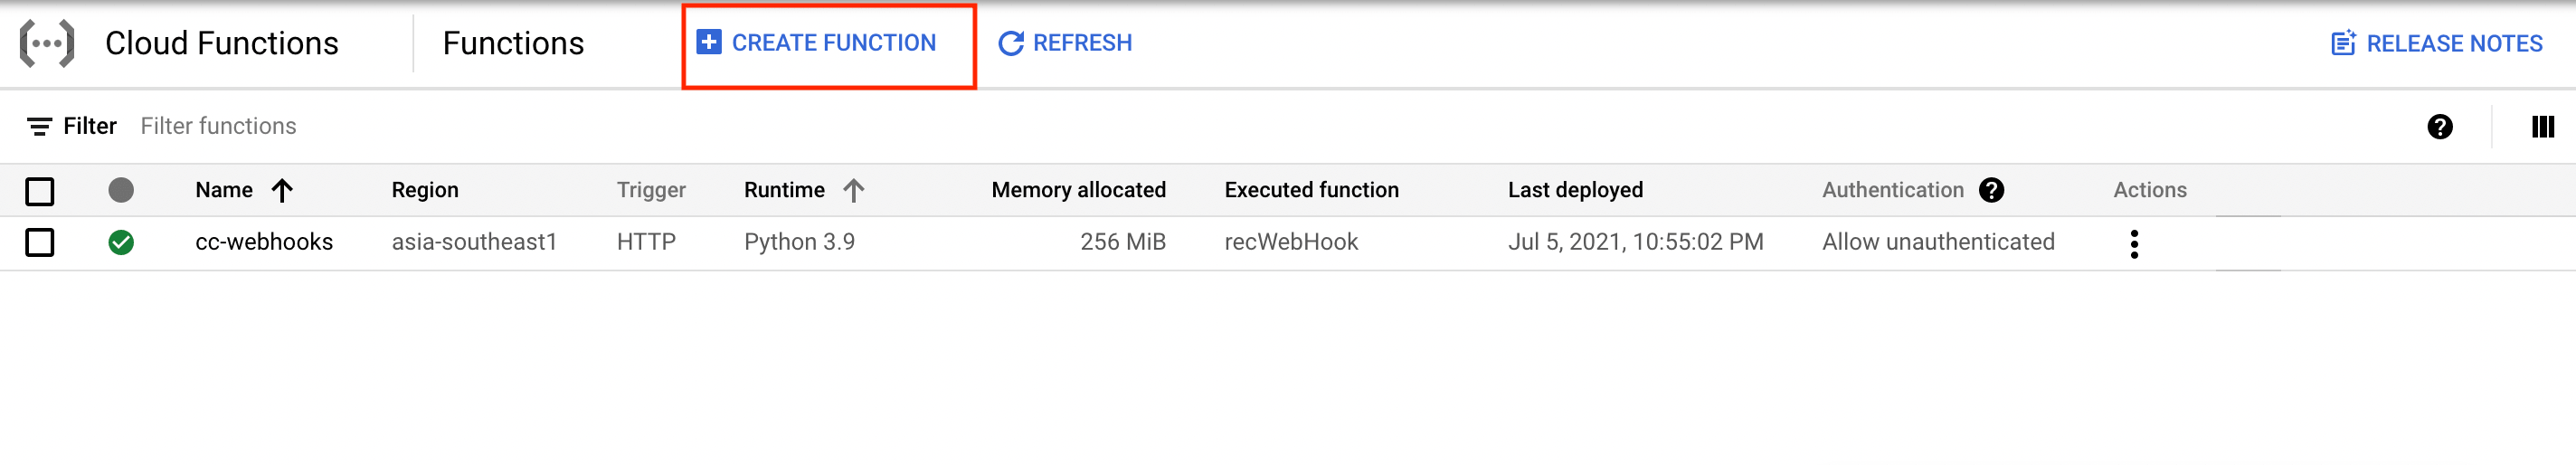 Cloud Functions Functions CREATE FUNCTION REFRESH RELEASE NOTES
Filter Filter functions
Name Region Trigger Runtime Memory allocated Executed function Last deployed Authentication Actions
cc-webhooks asia-southeast1 HTTP Python 3.9 256 MiB recWebHook Jul 5, 2021, 10:55:02 PM Allow unauthenticated